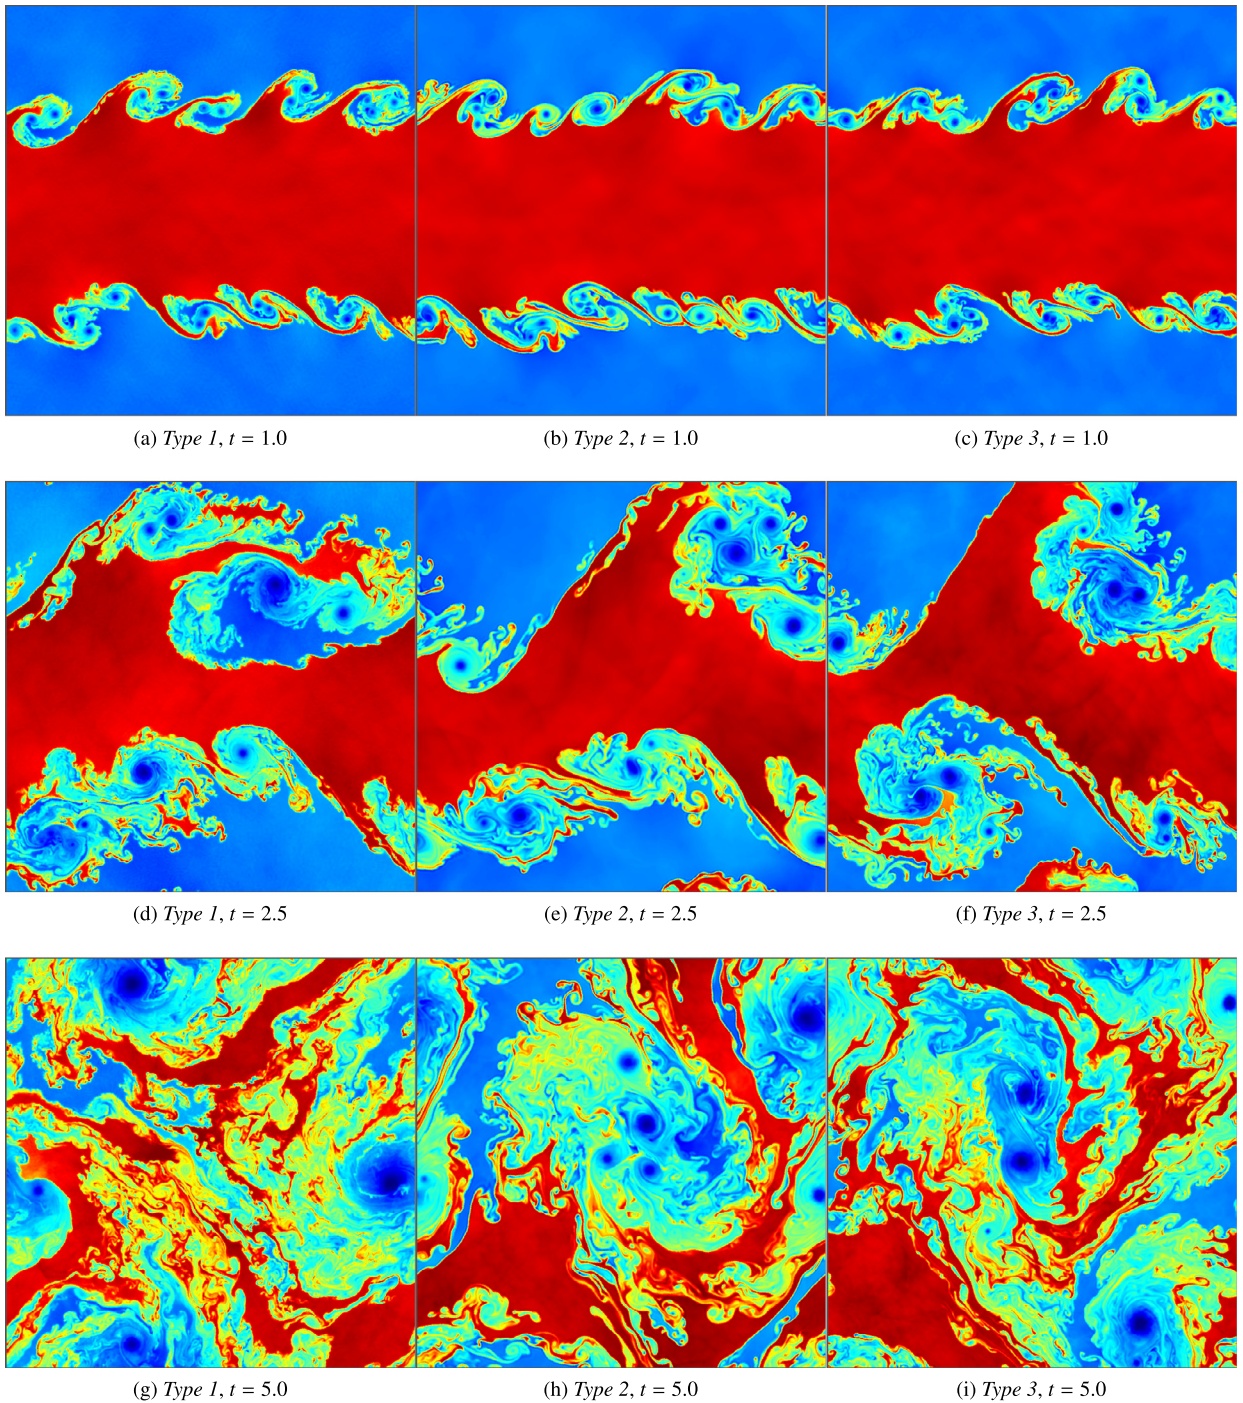 (a) Type 1, t = 1.0
(b) Type 2, t = 1.0
(c) Type 3, t = 1.0
(d) Type 1, t = 2.5
(e) Type 2, t = 2.5
(f) Type 3, t = 2.5
(g) Type 1, t = 5.0
(h) Type 2, t = 5.0
(i) Type 3, t = 5.0